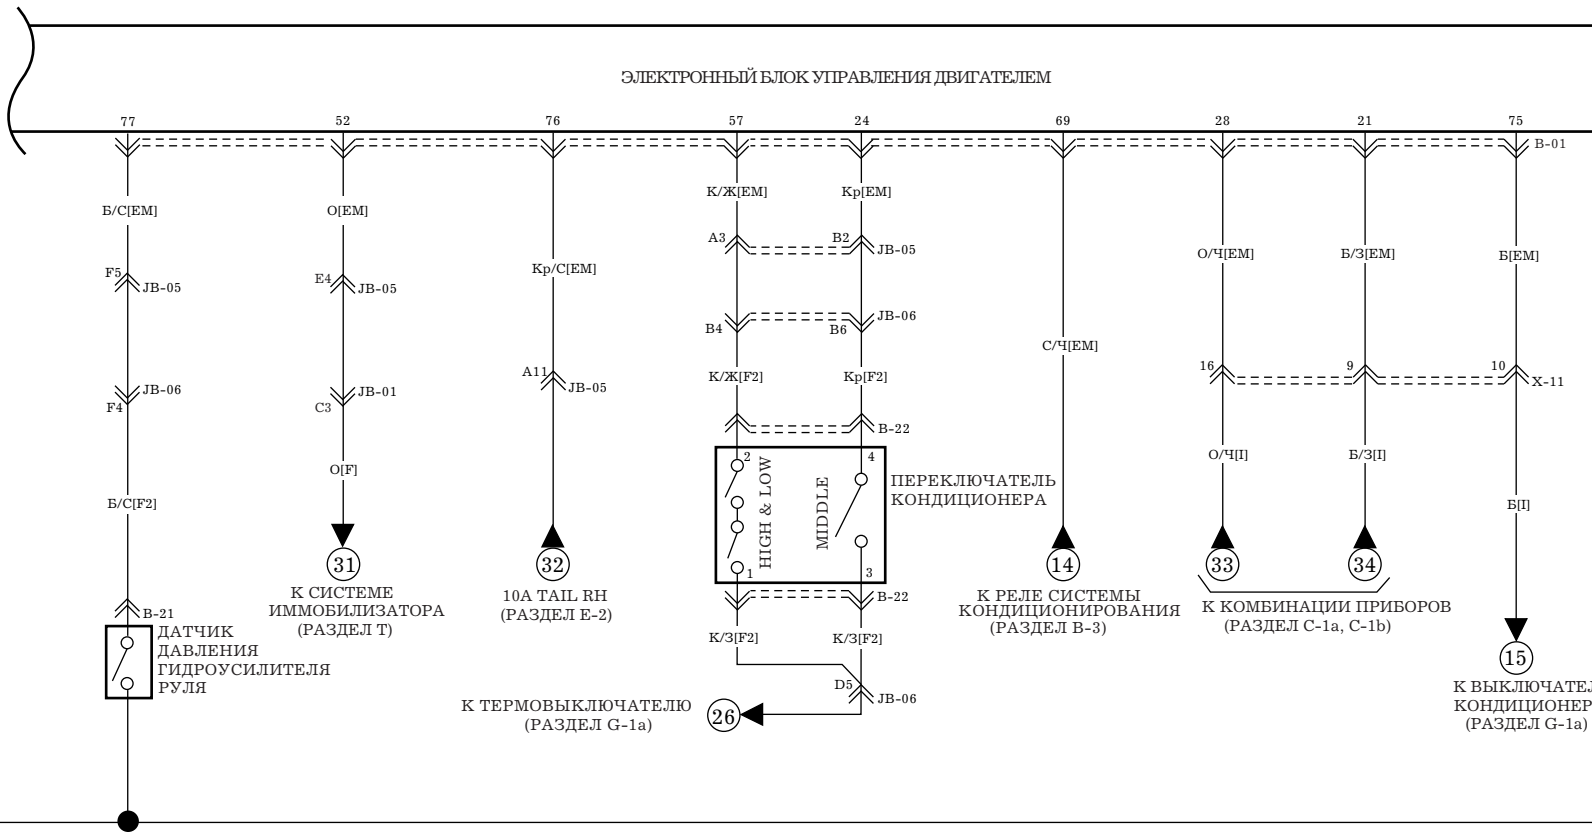 ЭЛЕКТРОННЫЙ БЛОК УПРАВЛЕНИЯ ДВИГАТЕЛЕМ
77 52 76 57 24 69 28 21 75
B-01
К/Ж[EM] Кр[EM]
Б/С[EM] О[EM]
A3 B2
JB-05
О/Ч[EM] Б/З[EM] Б[EM]
Кр/С[EM]
F5 E4
JB-05 JB-05
JB-06
B4 B6
С/Ч[EM]
16 9 10
X-11
A11
JB-05
К/Ж[F2] Кр[F2]
JB-06 JB-01
F4 C3
B-22
О/Ч[I] Б/З[I]
2 4
О[F]
HIGH & LOW
MIDDLE
ПЕРЕКЛЮЧАТЕЛЬ
КОНДИЦИОНЕРА
Б/С[F2]
Б[I]
31 32 14 33 34
1 3
К СИСТЕМЕ
ИММОБИЛИЗАТОРА
(РАЗДЕЛ T)
10A TAIL RH
(РАЗДЕЛ E-2)
B-22
К РЕЛЕ СИСТЕМЫ
КОНДИЦИОНИРОВАНИЯ
(РАЗДЕЛ B-3)
К КОМБИНАЦИИ ПРИБОРОВ
(РАЗДЕЛ C-1a, C-1b)
B-21
ДАТЧИК
ДАВЛЕНИЯ
ГИДРОУСИЛИТЕЛЯ
РУЛЯ
К/З[F2] К/З[F2]
D5
JB-06
15
К ВЫКЛЮЧАТЕЛ
КОНДИЦИОНЕР
(РАЗДЕЛ G-1a)
К ТЕРМОВЫКЛЮЧАТЕЛЮ
(РАЗДЕЛ G-1a)
26